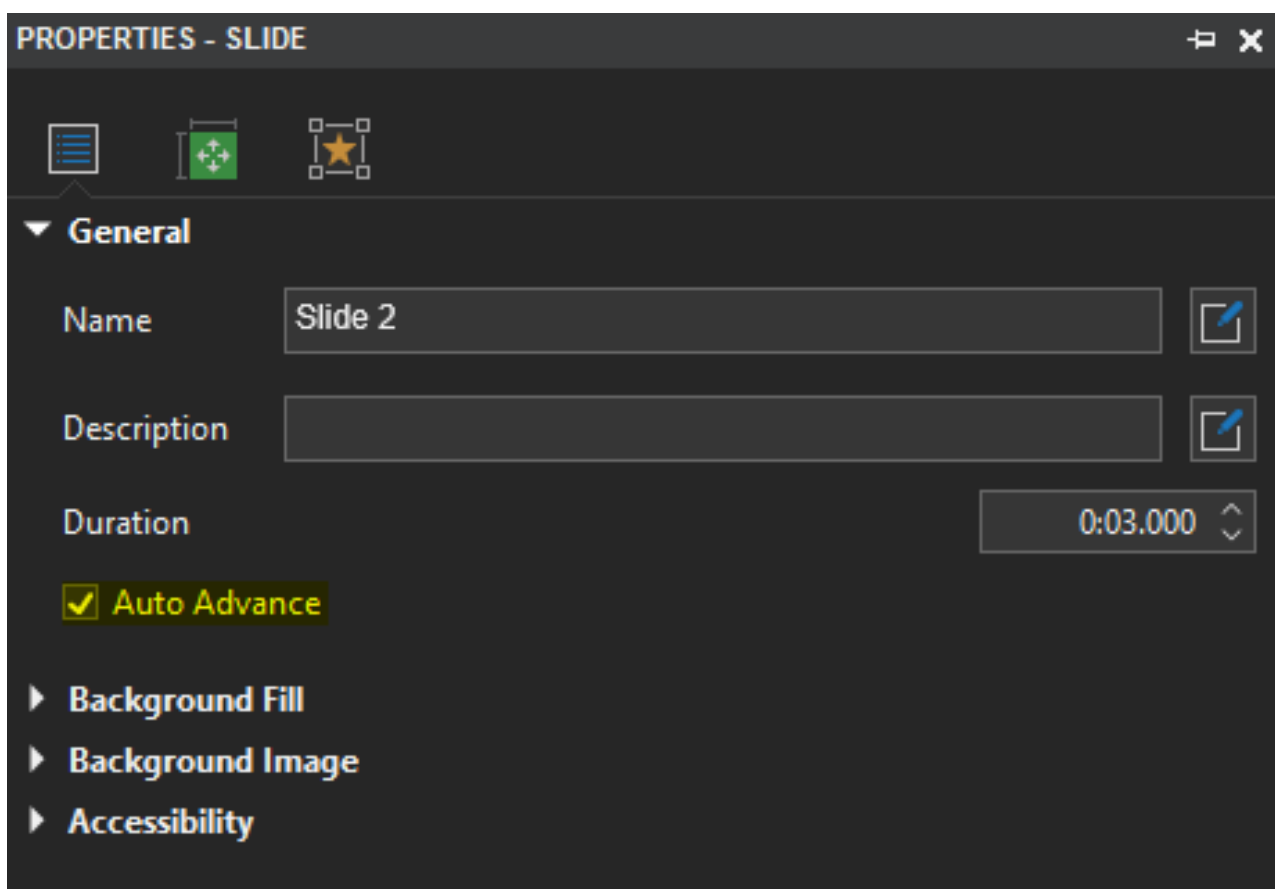 PROPERTIES - SLIDE
General
Name Slide 2
Description
Duration 0:03.000
Auto Advance
Background Fill
Background Image
Accessibility